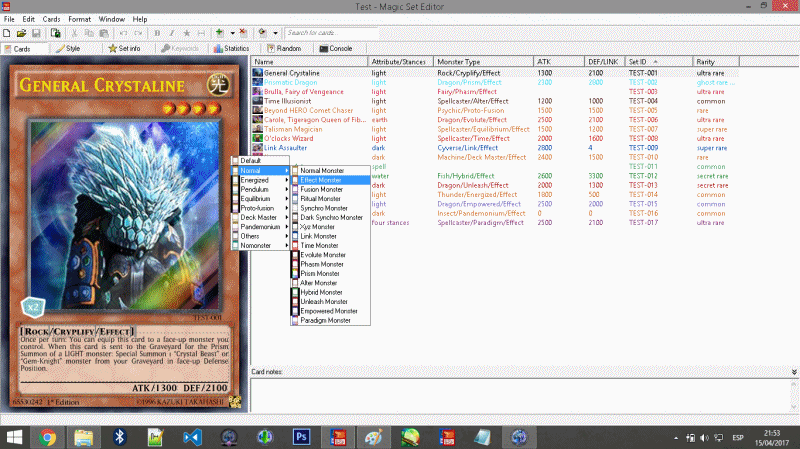 Test - Magic Set Editor
File Edit Cards Format Window Help
Search for cards
Cards Style Set info Keywords Statistics Random Console
GENERAL CRYSTALINE
光
x2
TEST-001
[ROCK/CRYPLIFY/EFFECT]
Once per turn: You can equip this card to a face-up monster you
control. When this card is sent to the Graveyard for the Prism
Summon of a LIGHT monster: Special Summon 1 "Crystal Beast" or
"Gem-Knight" monster from your Graveyard in face-up Defense
Position.
ATK/1300 DEF/2100
65530242 1st Edition ©1996 KAZUKI TAKAHASHI
Default
Normal
Energized
Pendulum
Equilibrium
Proto-fusion
Deck Master
Pandemonium
Others
Nomonster
Normal Monster
Effect Monster
Fusion Monster
Ritual Monster
Synchro Monster
Dark Synchro Monster
Xyz Monster
Link Monster
Time Monster
Evolute Monster
Phasm Monster
Prism Monster
Alter Monster
Hybrid Monster
Unleash Monster
Empowered Monster
Paradigm Monster
Name Attribute/Stances Monster Type ATK DEF/LINK Set ID Rarity
General Crystaline light Rock/Cryplify/Effect 1300 2100 TEST-001 ultra rare
Prismatic Dragon light Dragon/Prism/Effect TEST-002 ghost rare ...
Brulls, Fairy of Vengeance light Fairy/Phasm/Effect TEST-003 ultra rare
Time Illusionist light Spellcaster/Alter/Effect 1200 1000 TEST-004 common
Beyond HERO Comet Chaser light Psychic/Proto-Fusion 1500 1500 TEST-005 rare
Carole, Tigeragon Queen of Fib... earth Dragon/Evolute/Effect 2700 2100 TEST-006 ultra rare
Talisman Magician light Spellcaster/Equilibrium/Effect 1500 1200 TEST-007 super rare
O'clocks Wizard light Spellcaster/Time/Effect 2000 1600 TEST-008 ultra rare
Link Assaulter dark Cyverse/Link/Effect 2800 4 TEST-009 super rare
dark Machine/Deck Master/Effect 2400 1500 TEST-010 rare
spell TEST-011 common
water Fish/Hybrid/Effect 2600 3300 TEST-012 secret rare
dark Dragon/Unleash/Effect 2000 1300 TEST-013 secret rare
light Thunder/Energized/Effect 1800 500 TEST-014 common
light Dragon/Empowered/Effect 2500 2000 TEST-015 common
dark Insect/Pandemonium/Effect 0 0 TEST-016 common
four stances Spellcaster/Paradigm/Effect 2500 2100 TEST-017 ultra rare
Card notes:
Ps
ESP
21:53
15/04/2017